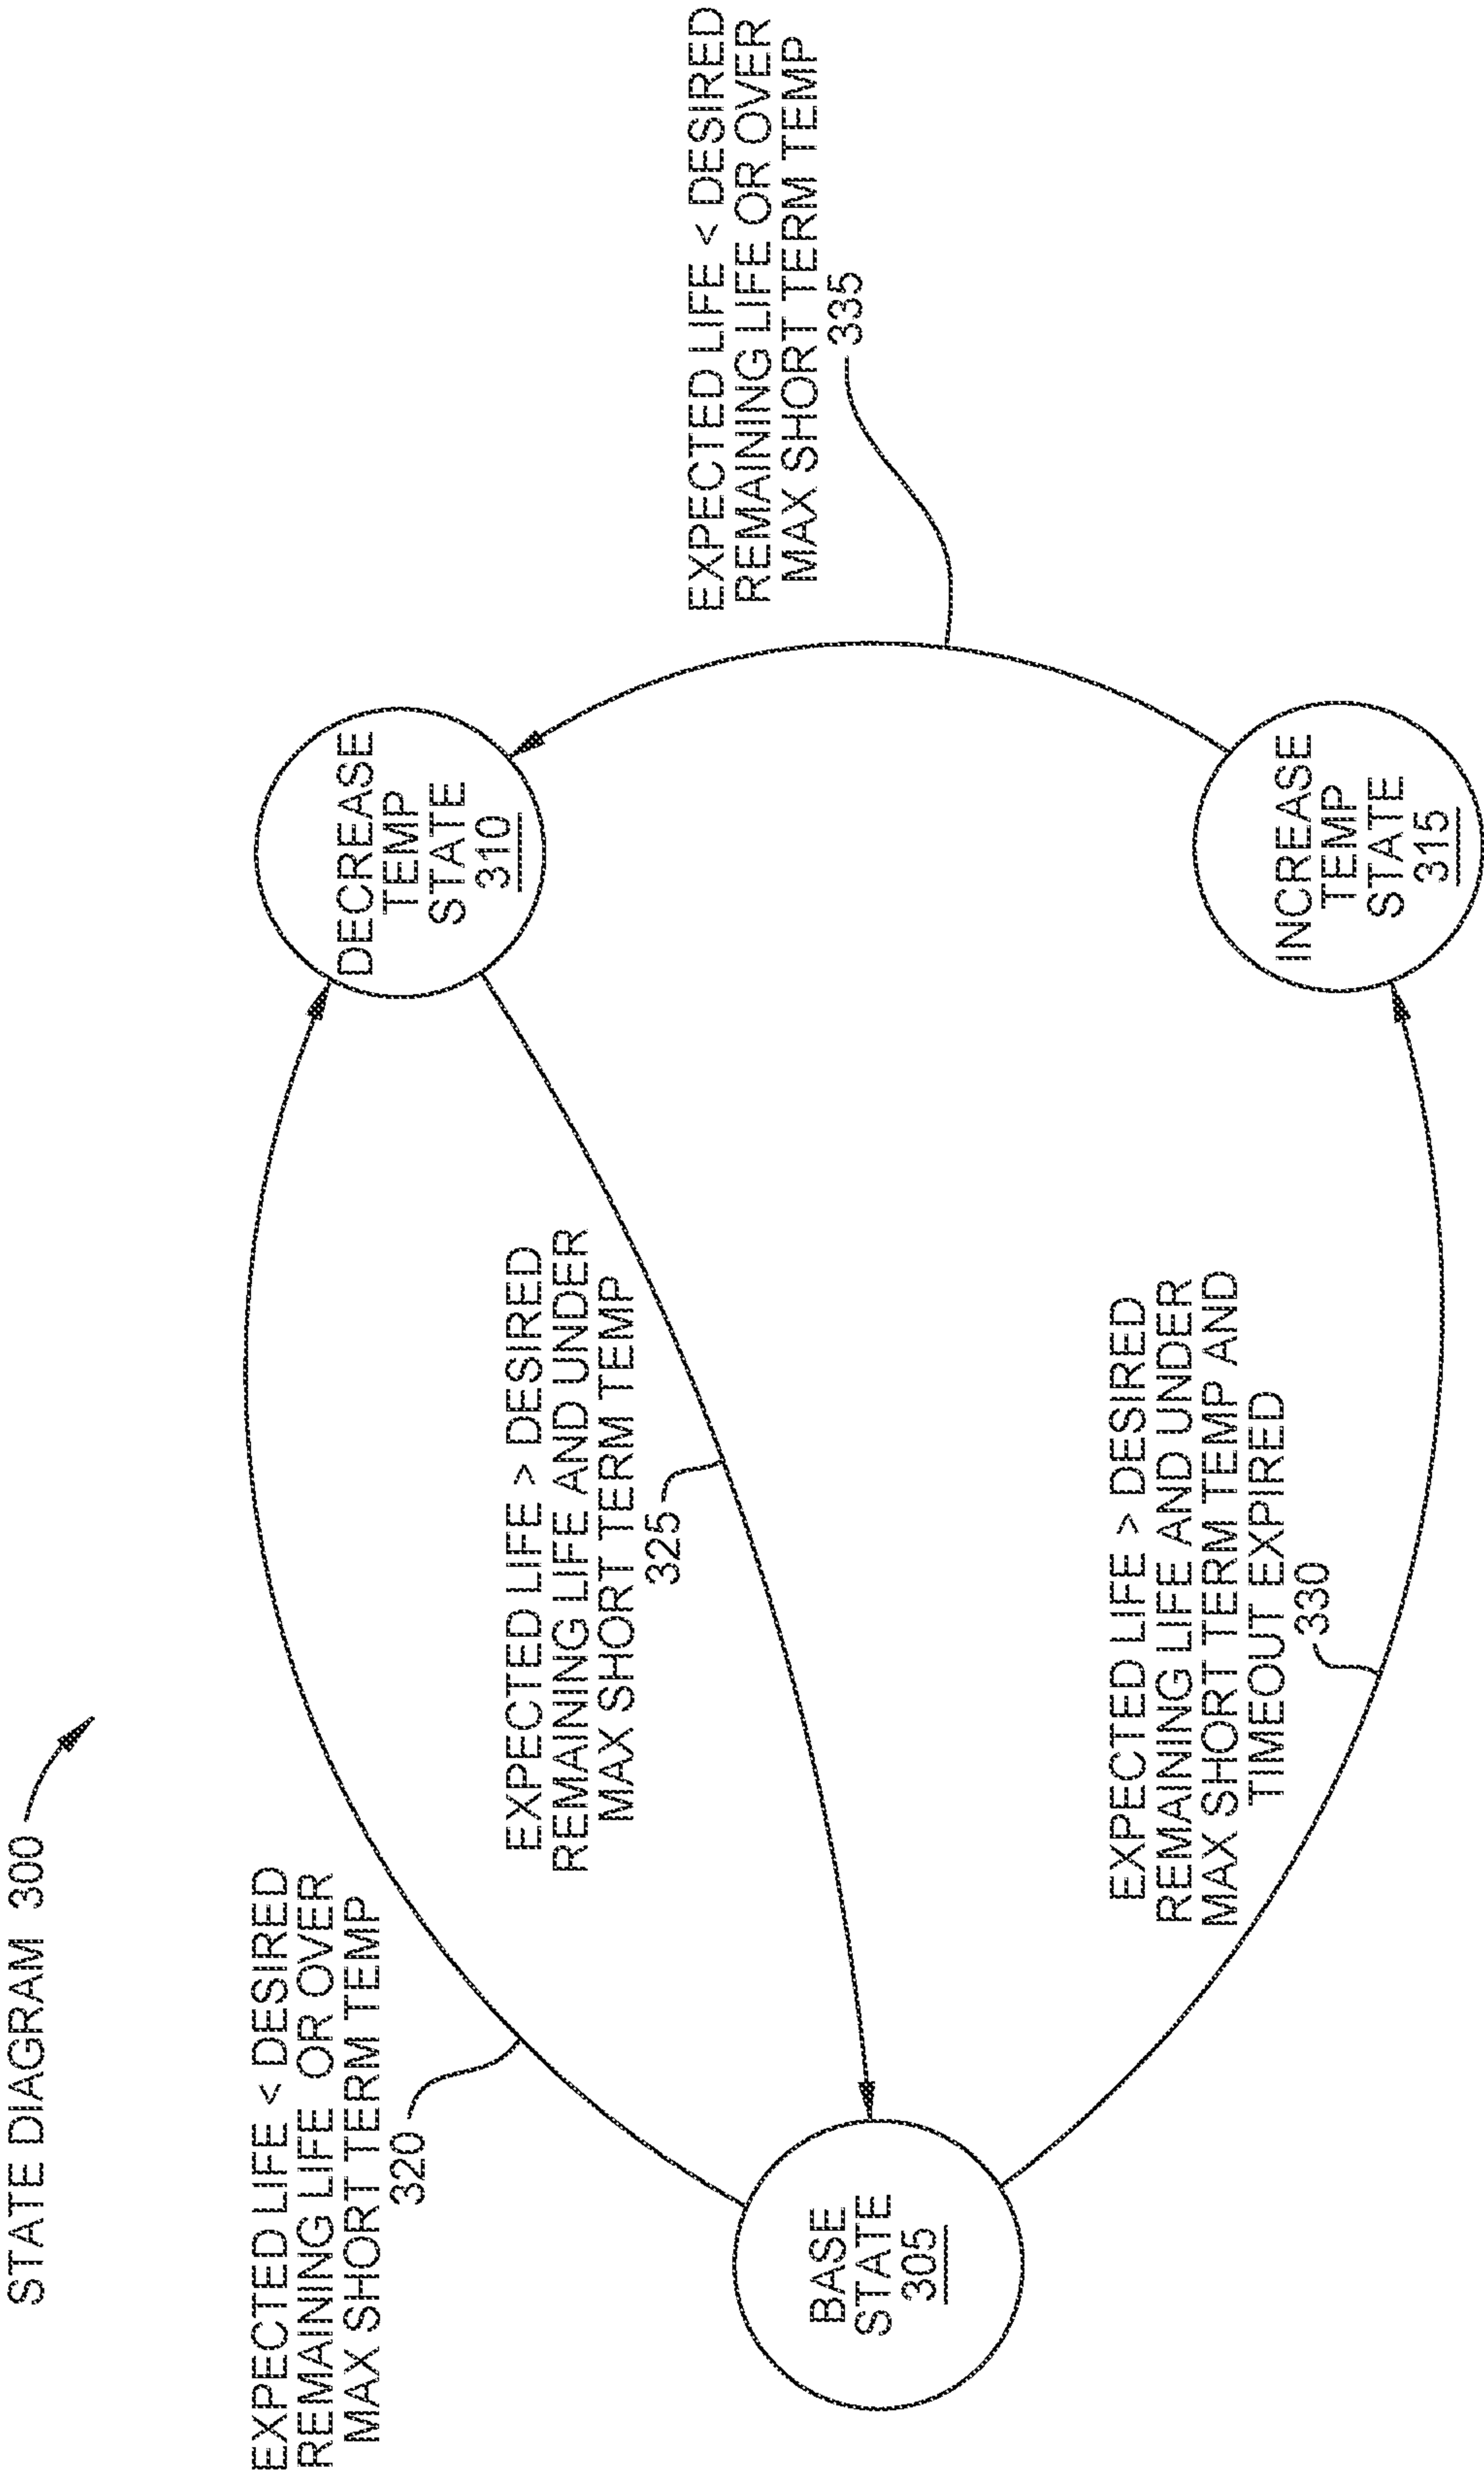 STATE DIAGRAM 300
EXPECTED LIFE < DESIRED
REMAINING LIFE OR OVER
MAX SHORT TERM TEMP
320
EXPECTED LIFE > DESIRED
REMAINING LIFE AND UNDER
MAX SHORT TERM TEMP
325
DECREASE
TEMP
STATE
310
EXPECTED LIFE < DESIRED
REMAINING LIFE OR OVER
MAX SHORT TERM TEMP
335
BASE
STATE
305
EXPECTED LIFE > DESIRED
REMAINING LIFE AND UNDER
MAX SHORT TERM TEMP AND
TIMEOUT EXPIRED
330
INCREASE
TEMP
STATE
315